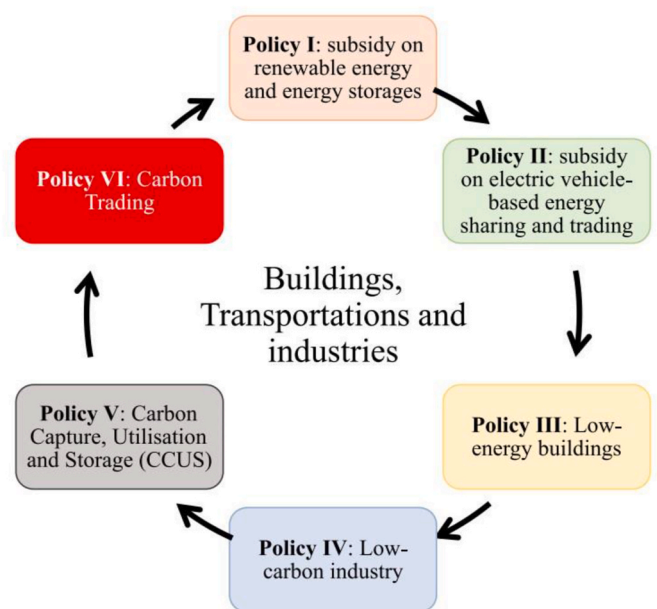 Policy I: subsidy on
renewable energy
and energy storages
Policy II: subsidy
on electric vehicle-
based energy
sharing and trading
Policy III: Low-
energy buildings
Policy IV: Low-
carbon industry
Policy V: Carbon
Capture, Utilisation
and Storage (CCUS)
Policy VI: Carbon
Trading
Buildings,
Transportations and
industries